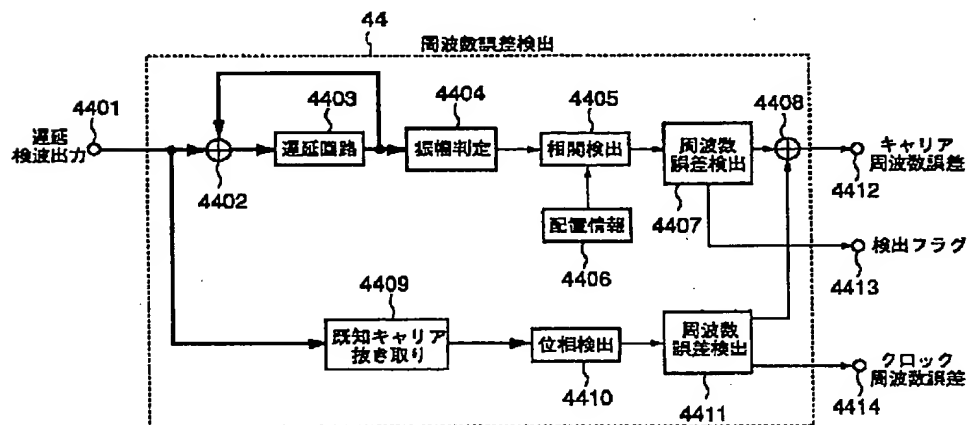 44
周波数誤差検出
4401
遅延
検波出力
4402
4403
遅延回路
4404
振幅判定
4405
相関検出
4406
配置情報
4407
周波数
誤差検出
4408
キャリア
周波数誤差
4412
検出フラグ
4413
4409
既知キャリア
抜き取り
位相検出
4410
周波数
誤差検出
4411
クロック
周波数誤差
4414